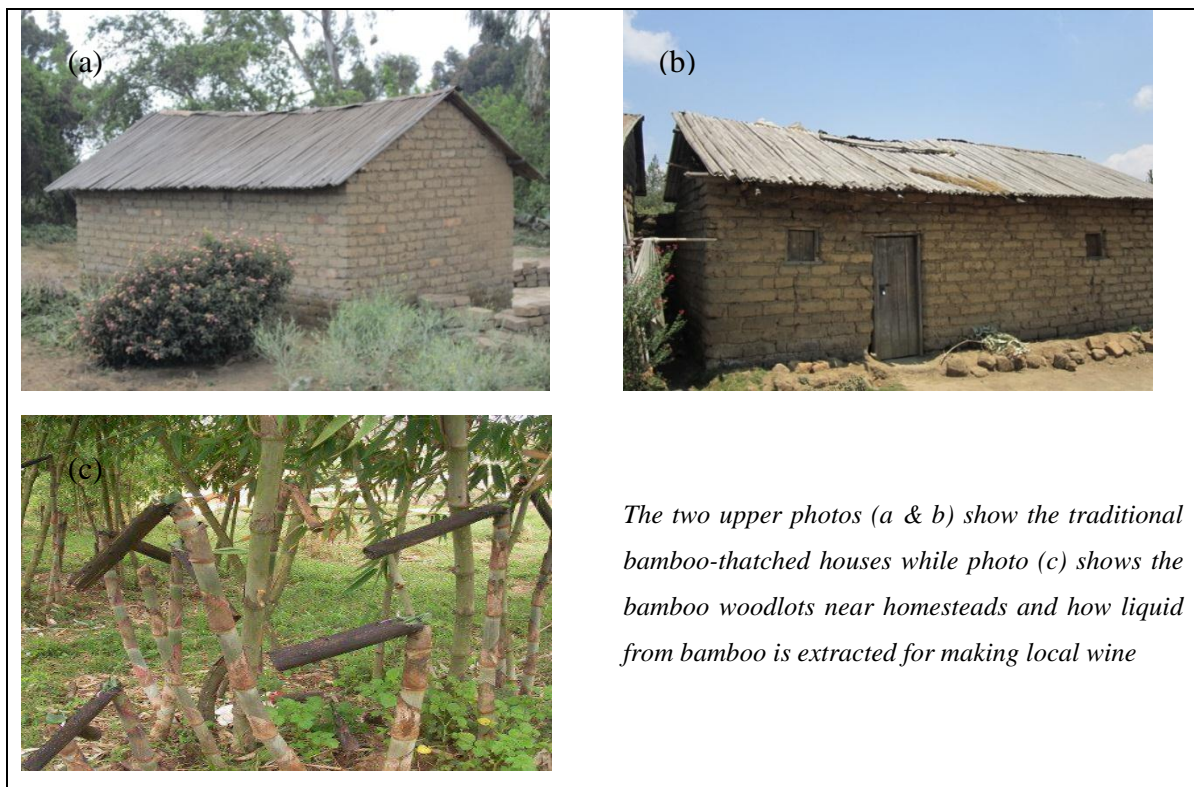 (a)
(b)
(c)
The two upper photos (a & b) show the traditional
bamboo-thatched houses while photo (c) shows the
bamboo woodlots near homesteads and how liquid
from bamboo is extracted for making local wine